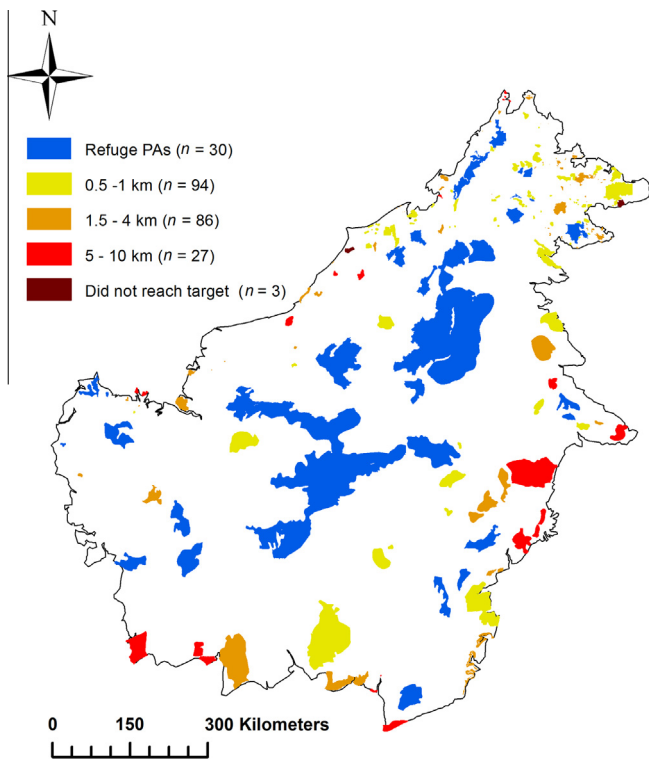 N
Refuge PAs (n = 30)
0.5 -1 km (n = 94)
1.5 - 4 km (n = 86)
5 - 10 km (n = 27)
Did not reach target (n = 3)
0 150 300 Kilometers